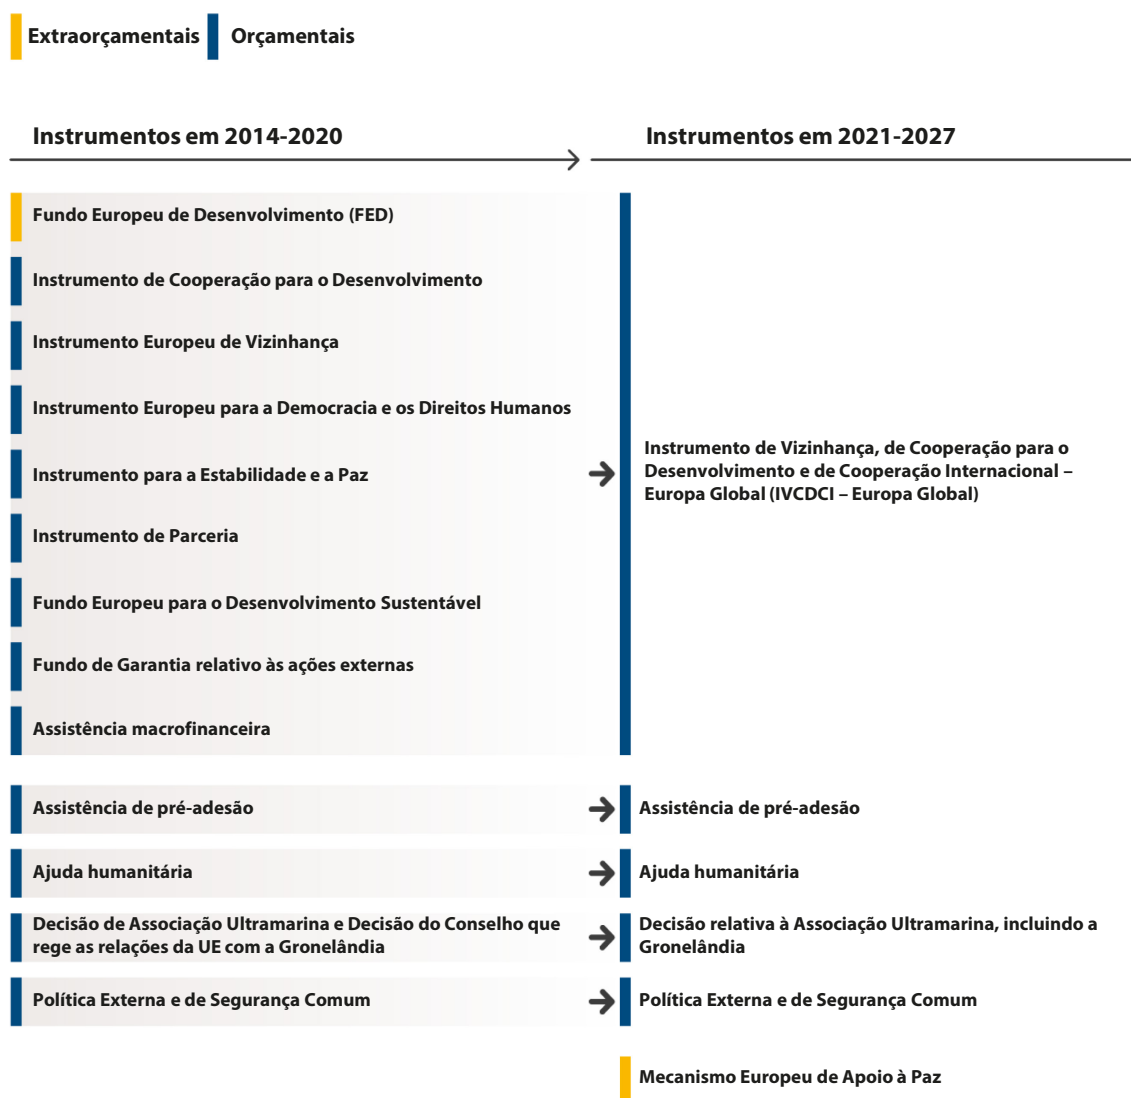 Extraorçamentais Orçamentais
Instrumentos em 2014-2020
Instrumentos em 2021-2027
Fundo Europeu de Desenvolvimento (FED)
Instrumento de Cooperação para o Desenvolvimento
Instrumento Europeu de Vizinhança
Instrumento Europeu para a Democracia e os Direitos Humanos
Instrumento para a Estabilidade e a Paz
Instrumento de Parceria
Fundo Europeu para o Desenvolvimento Sustentável
Fundo de Garantia relativo às ações externas
Assistência macrofinanceira
Instrumento de Vizinhança, de Cooperação para o
Desenvolvimento e de Cooperação Internacional –
Europa Global (IVCDCI – Europa Global)
Assistência de pré-adesão
Assistência de pré-adesão
Ajuda humanitária
Ajuda humanitária
Decisão de Associação Ultramarina e Decisão do Conselho que
rege as relações da UE com a Gronelândia
Decisão relativa à Associação Ultramarina, incluindo a
Gronelândia
Política Externa e de Segurança Comum
Política Externa e de Segurança Comum
Mecanismo Europeu de Apoio à Paz